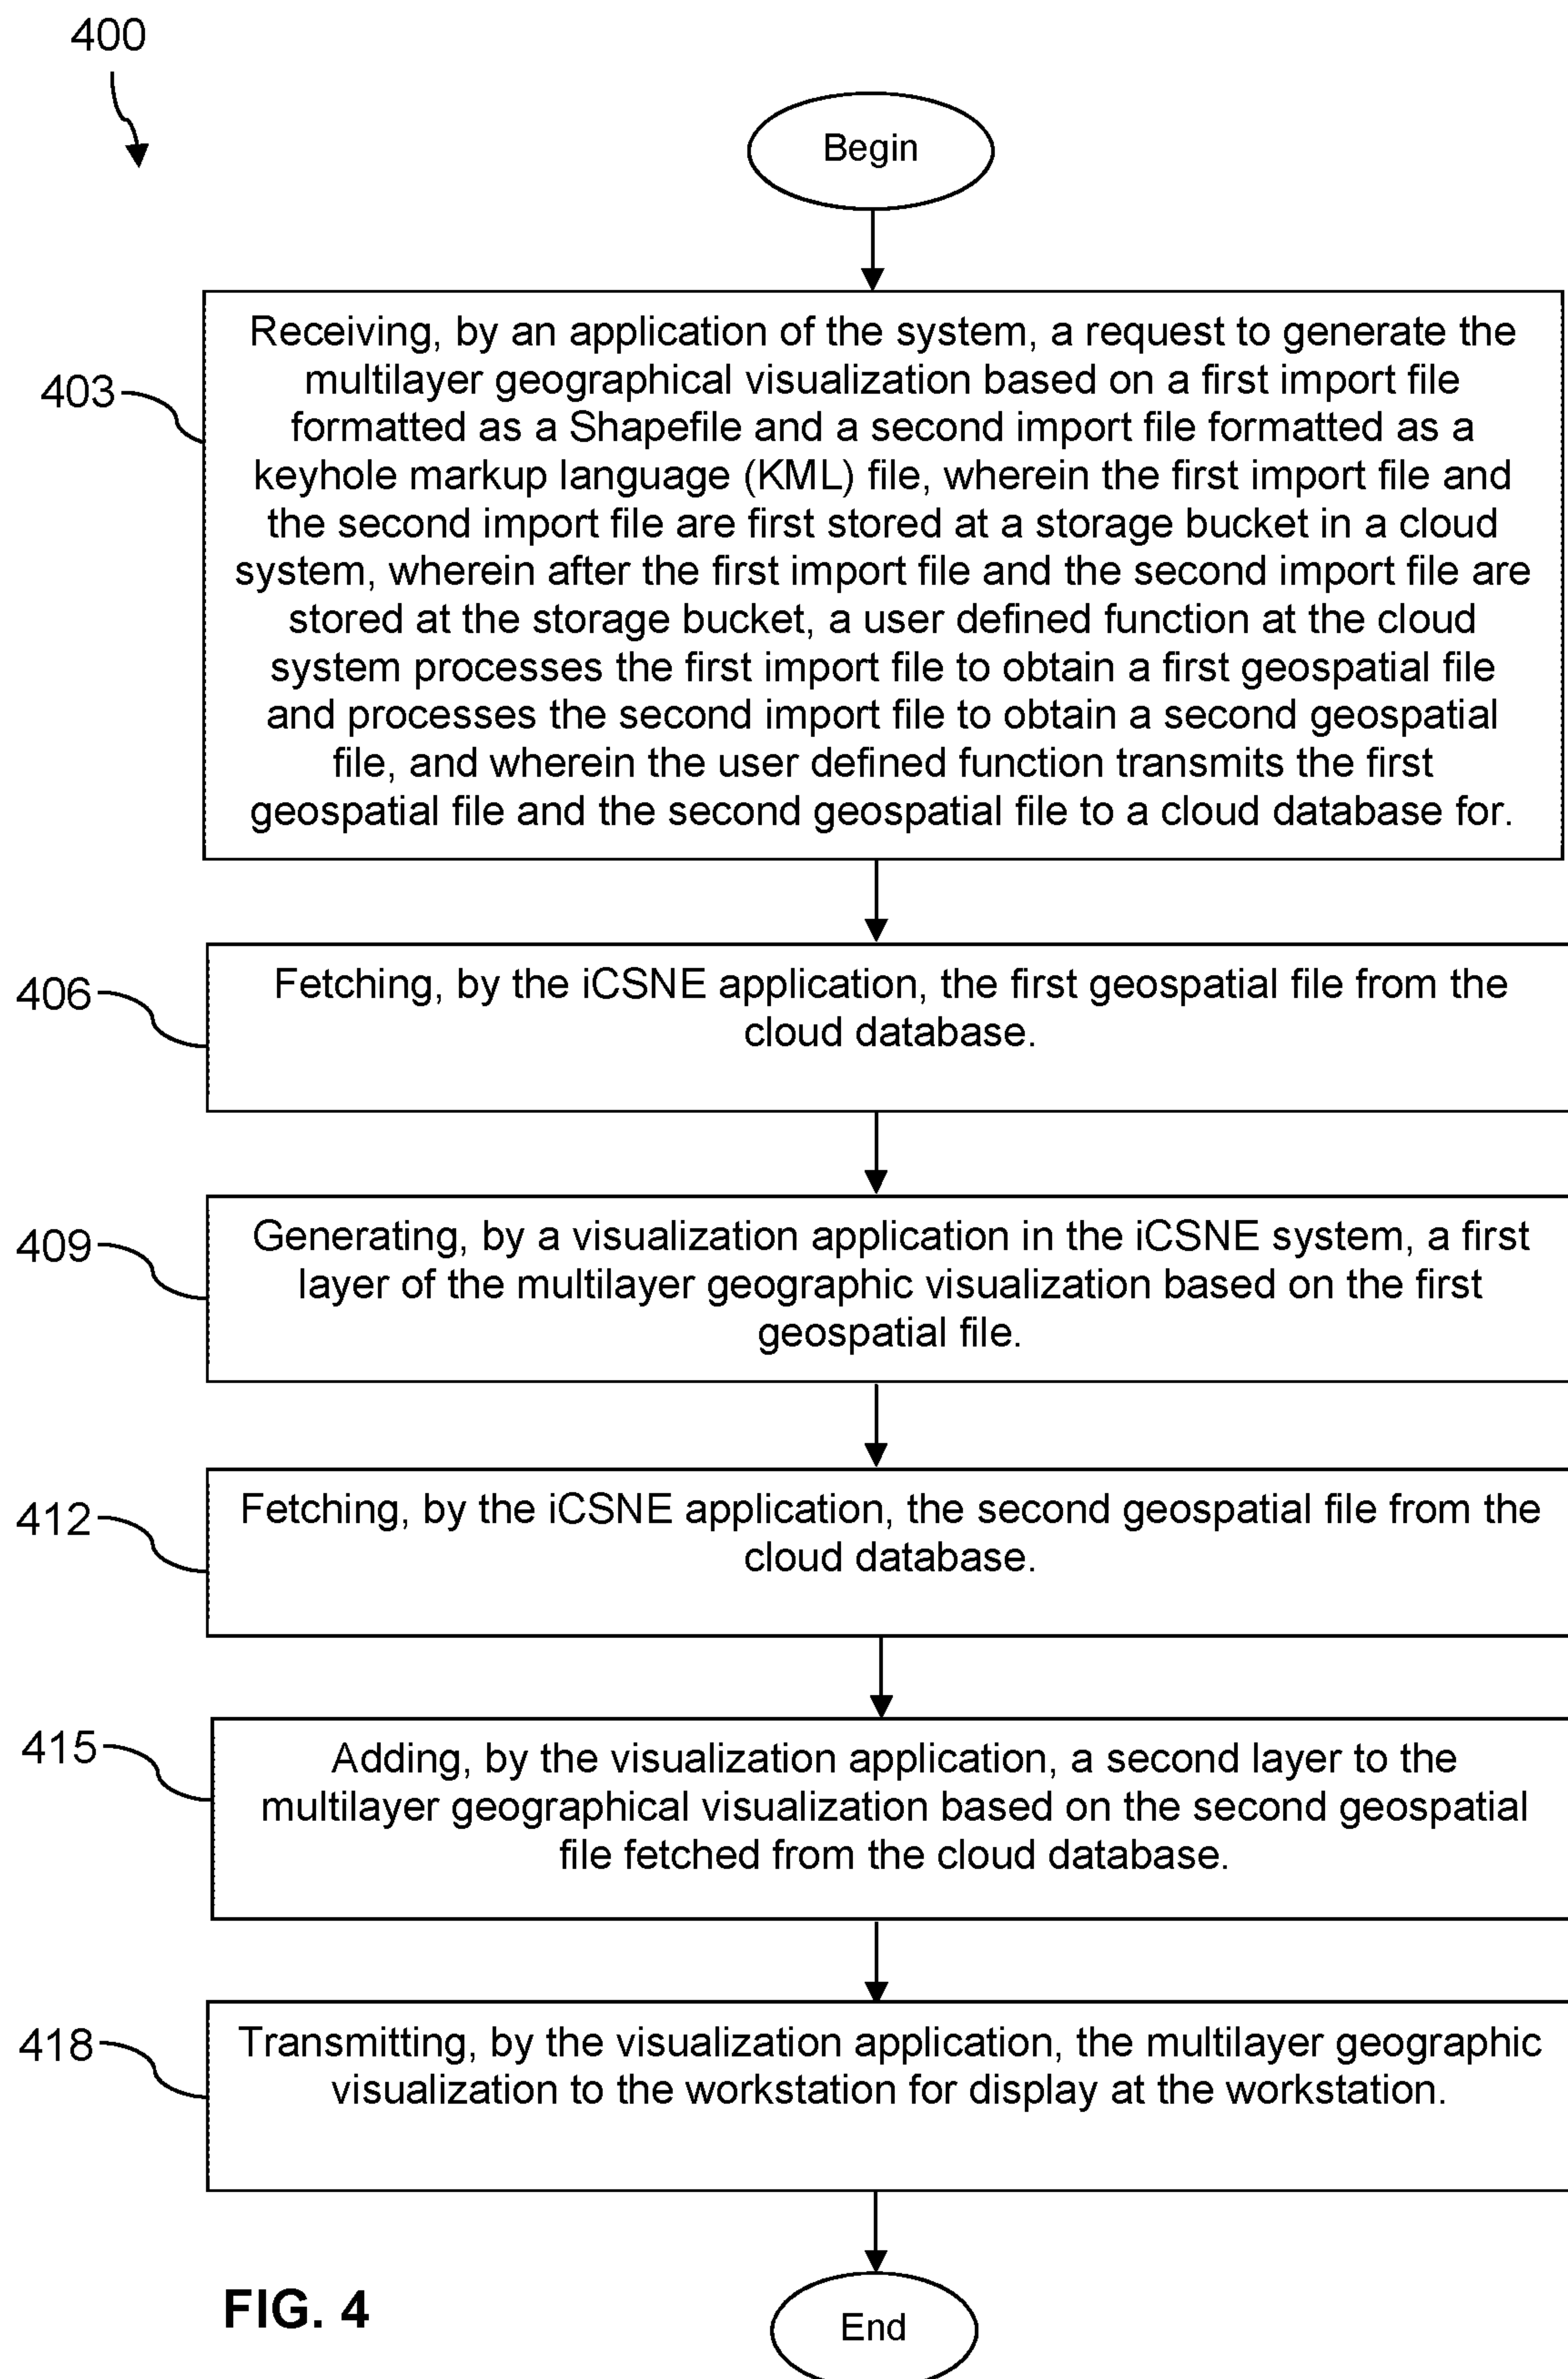 400
Begin
403
Receiving, by an application of the system, a request to generate the
multilayer geographical visualization based on a first import file
formatted as a Shapefile and a second import file formatted as a
keyhole markup language (KML) file, wherein the first import file and
the second import file are first stored at a storage bucket in a cloud
system, wherein after the first import file and the second import file are
stored at the storage bucket, a user defined function at the cloud
system processes the first import file to obtain a first geospatial file
and processes the second import file to obtain a second geospatial
file, and wherein the user defined function transmits the first
geospatial file and the second geospatial file to a cloud database for.
406
Fetching, by the iCSNE application, the first geospatial file from the
cloud database.
409
Generating, by a visualization application in the iCSNE system, a first
layer of the multilayer geographic visualization based on the first
geospatial file.
412
Fetching, by the iCSNE application, the second geospatial file from the
cloud database.
415
Adding, by the visualization application, a second layer to the
multilayer geographical visualization based on the second geospatial
file fetched from the cloud database.
418
Transmitting, by the visualization application, the multilayer geographic
visualization to the workstation for display at the workstation.
FIG. 4
End